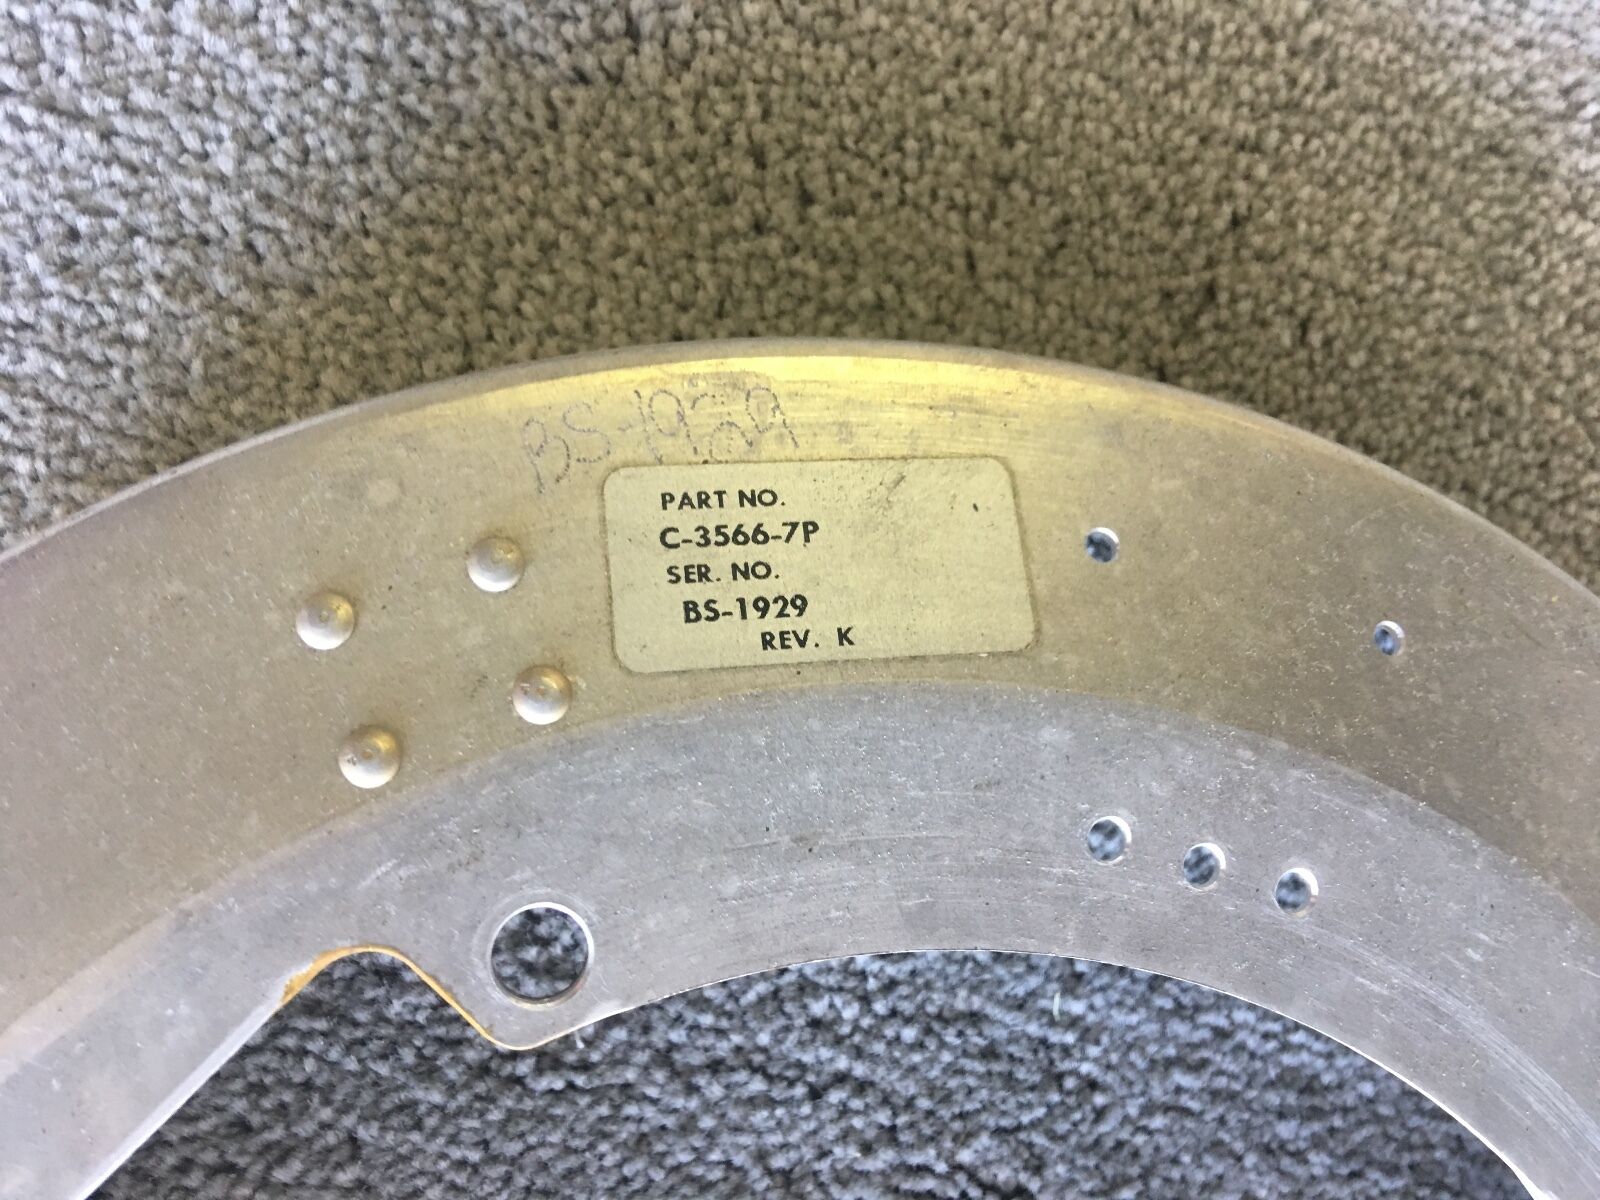 BS-1929
PART NO.
C-3566-7P
SER. NO.
BS-1929
REV. K